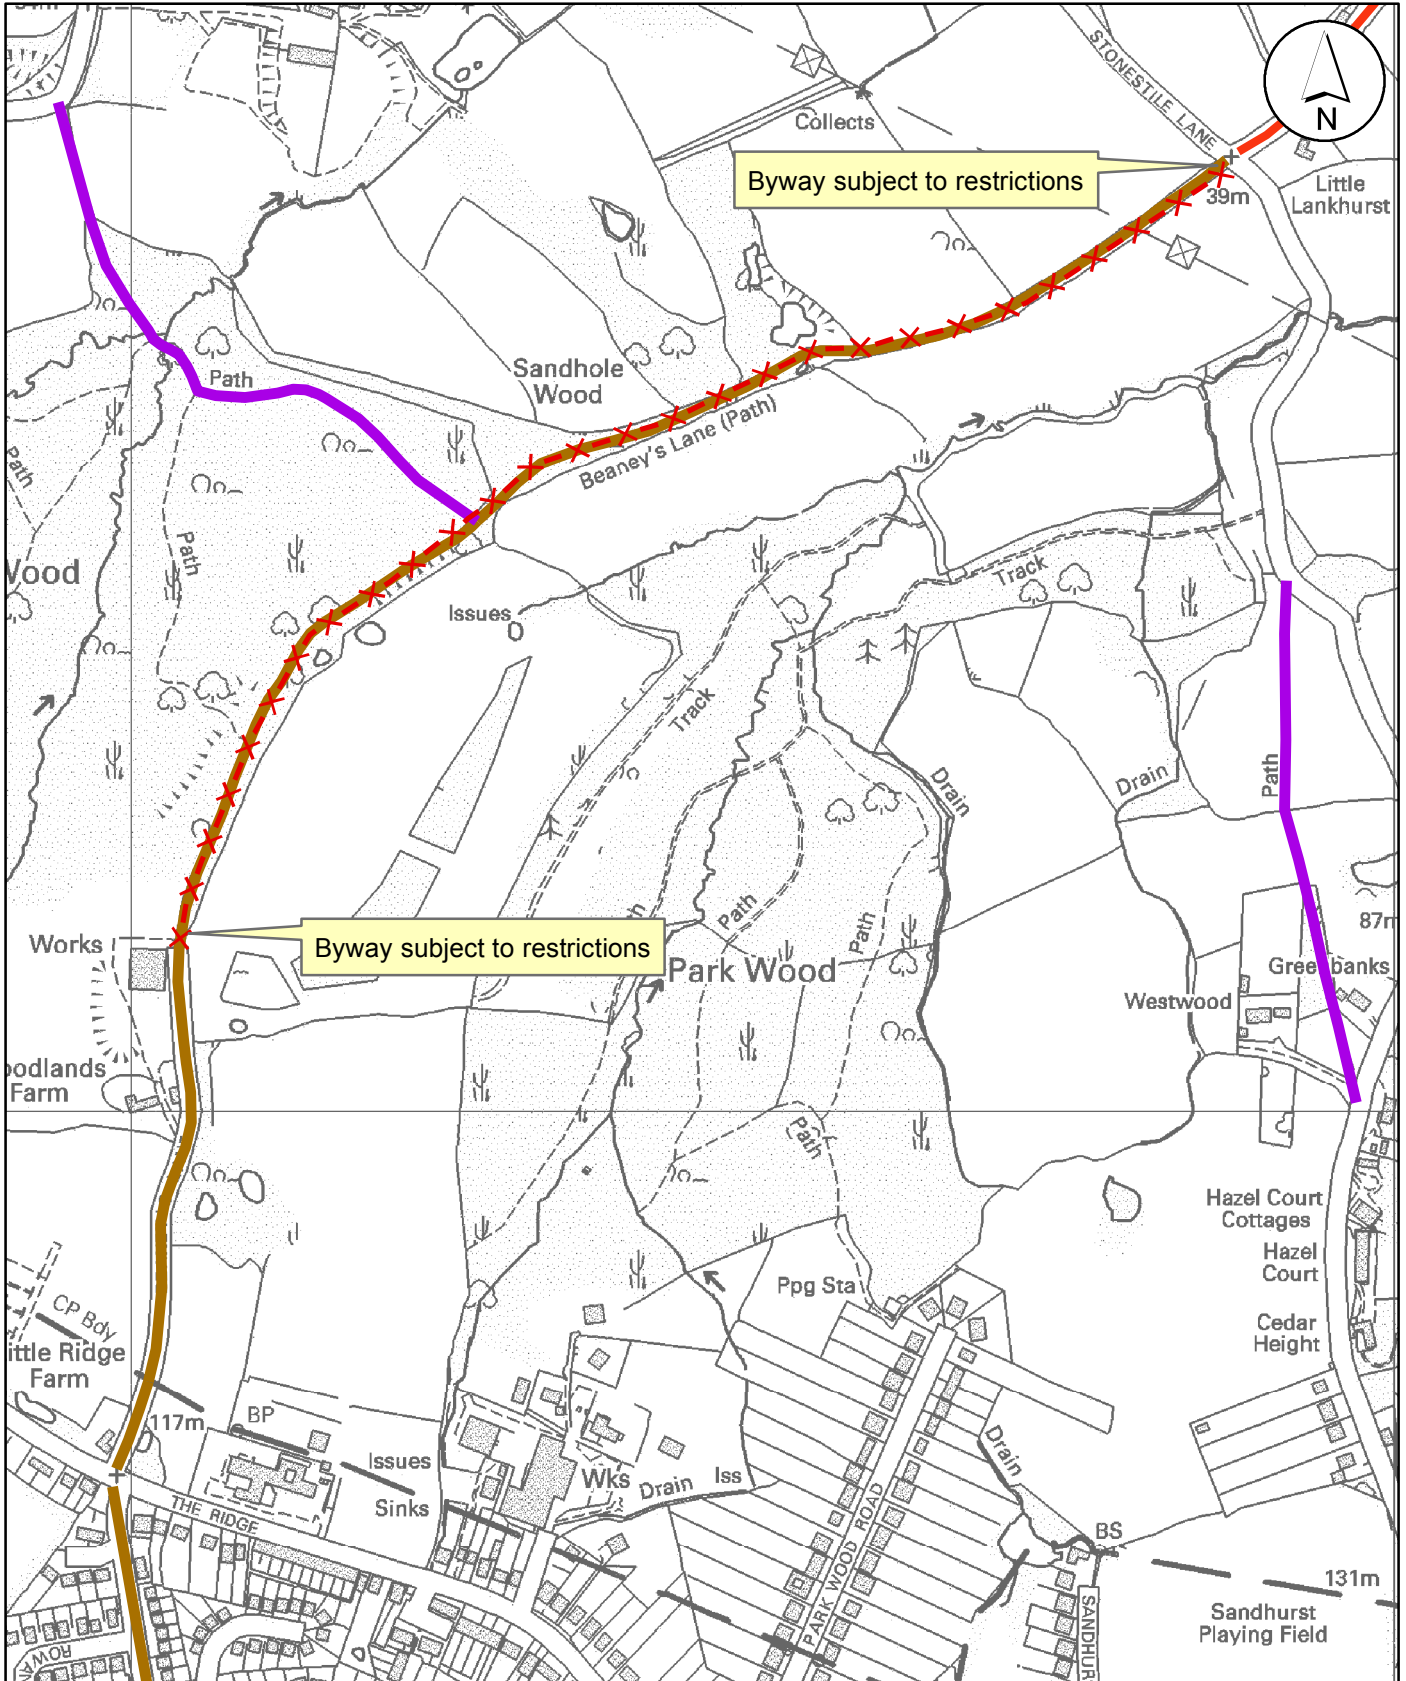 STONESTILE LANE
N
Collects
Byway subject to restrictions
39m
Little
Lankhurst
Path
Sandhole
Wood
Beaney's Lane (Path)
Path
Path
Wood
Issues
Track
Track
Path
Drain
Drain
Works
Byway subject to restrictions
Path
Path
Park Wood
87m
Greenbanks
Westwood
oodlands
Farm
Path
Hazel Court
Cottages
Hazel
Court
Ppg Sta
Cedar
Height
CP Bdy
ittle Ridge
Farm
117m
BP
Issues
Sinks
Wks
Drain
Iss
Drain
THE RIDGE
PARK WOOD ROAD
BS
131m
Sandhurst
Playing Field
SANDHUR
ROW